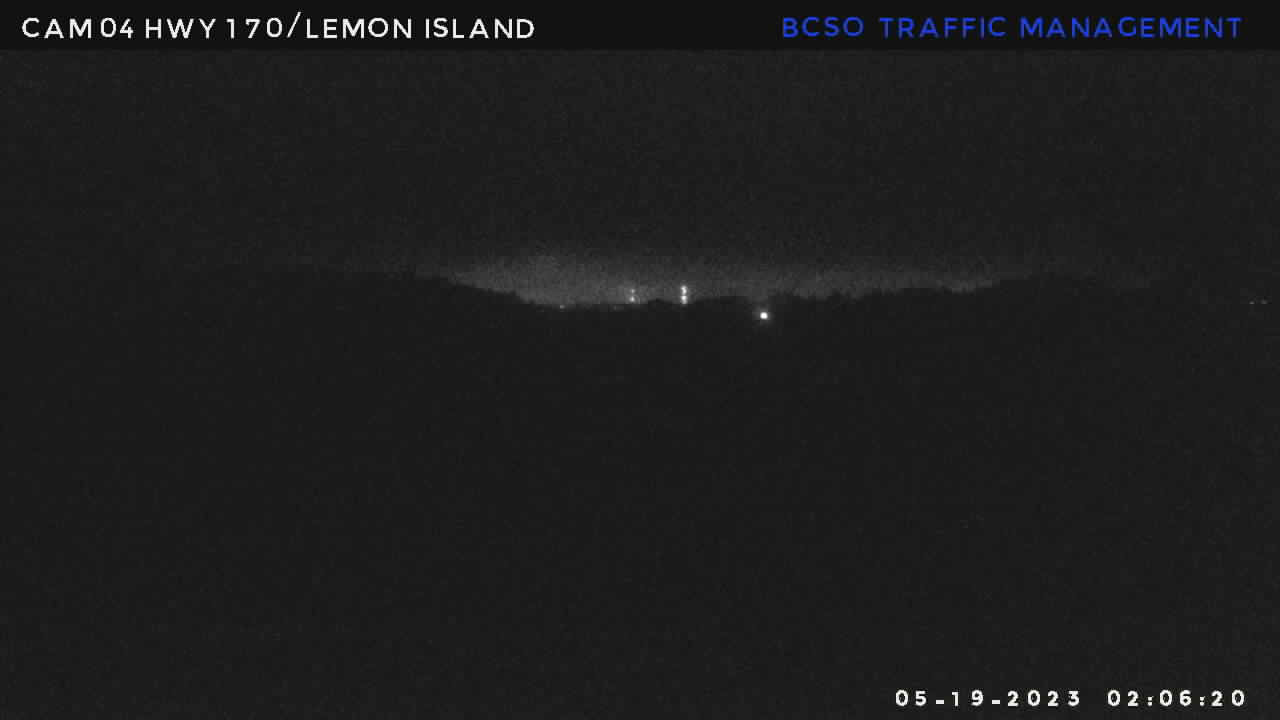 CAM04 HWY 170/LEMON ISLAND
BCSO TRAFFIC MANAGEMENT
05-19-2023 02:06:20